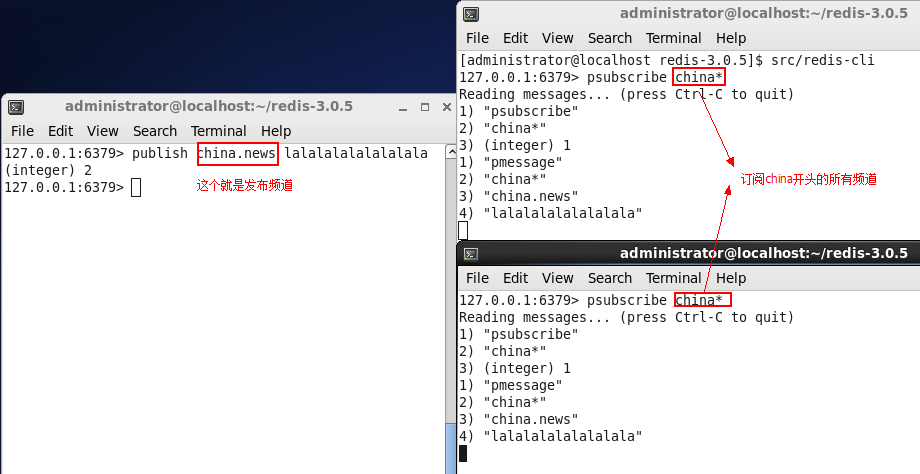 administrator@localhost:~/redis-3.0.5
File Edit View Search Terminal Help
127.0.0.1:6379> publish china.news lalalalalalalalala
(integer) 2
127.0.0.1:6379>
这个就是发布频道
administrator@localhost:~/redis-3.0.5
File Edit View Search Terminal Help
[administrator@localhost redis-3.0.5]$ src/redis-cli
127.0.0.1:6379> psubscribe china*
Reading messages... (press Ctrl-C to quit)
1) "psubscribe"
2) "china*"
3) (integer) 1
1) "pmessage"
2) "china*"
3) "china.news"
4) "lalalalalalalalala"
订阅china开头的所有频道
administrator@localhost:~/redis-3.0.5
File Edit View Search Terminal Help
127.0.0.1:6379> psubscribe china*
Reading messages... (press Ctrl-C to quit)
1) "psubscribe"
2) "china*"
3) (integer) 1
1) "pmessage"
2) "china*"
3) "china.news"
4) "lalalalalalalalala"